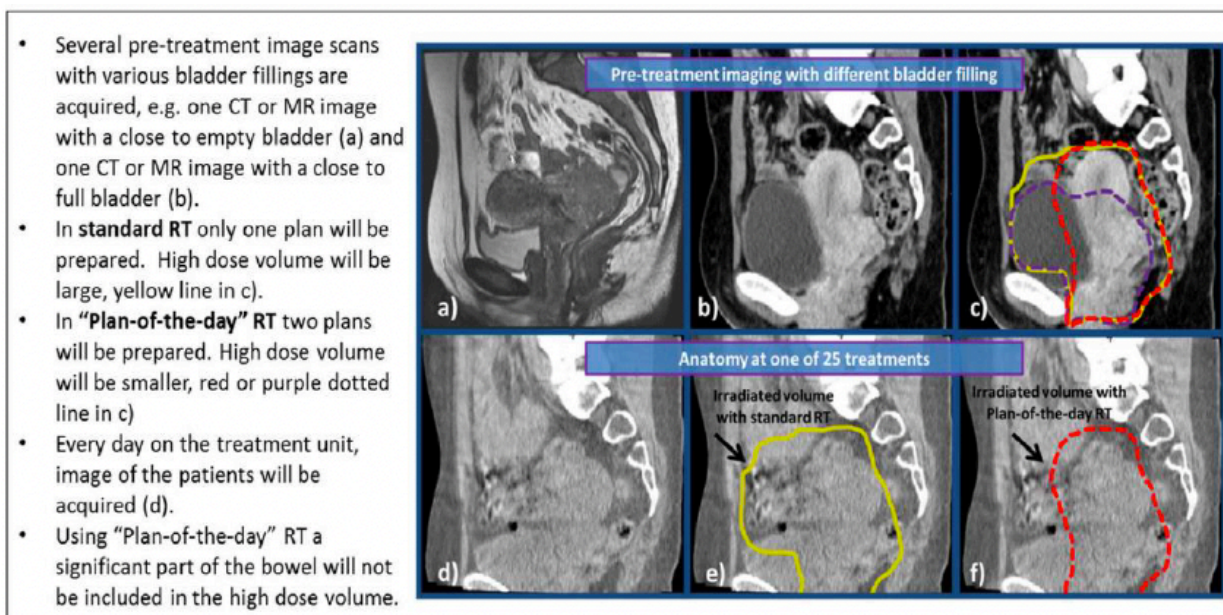 • Several pre-treatment image scans
with various bladder fillings are
acquired, e.g. one CT or MR image
with a close to empty bladder (a) and
one CT or MR image with a close to
full bladder (b).
• In standard RT only one plan will be
prepared. High dose volume will be
large, yellow line in c).
• In “Plan-of-the-day” RT two plans
will be prepared. High dose volume
will be smaller, red or purple dotted
line in c)
• Every day on the treatment unit,
image of the patients will be
acquired (d).
• Using “Plan-of-the-day” RT a
significant part of the bowel will not
be included in the high dose volume.
Pre-treatment imaging with different bladder filling
a)
b)
c)
Anatomy at one of 25 treatments
Irradiated volume
with standard RT
Irradiated volume with
Plan-of-the-day RT
d)
e)
f)